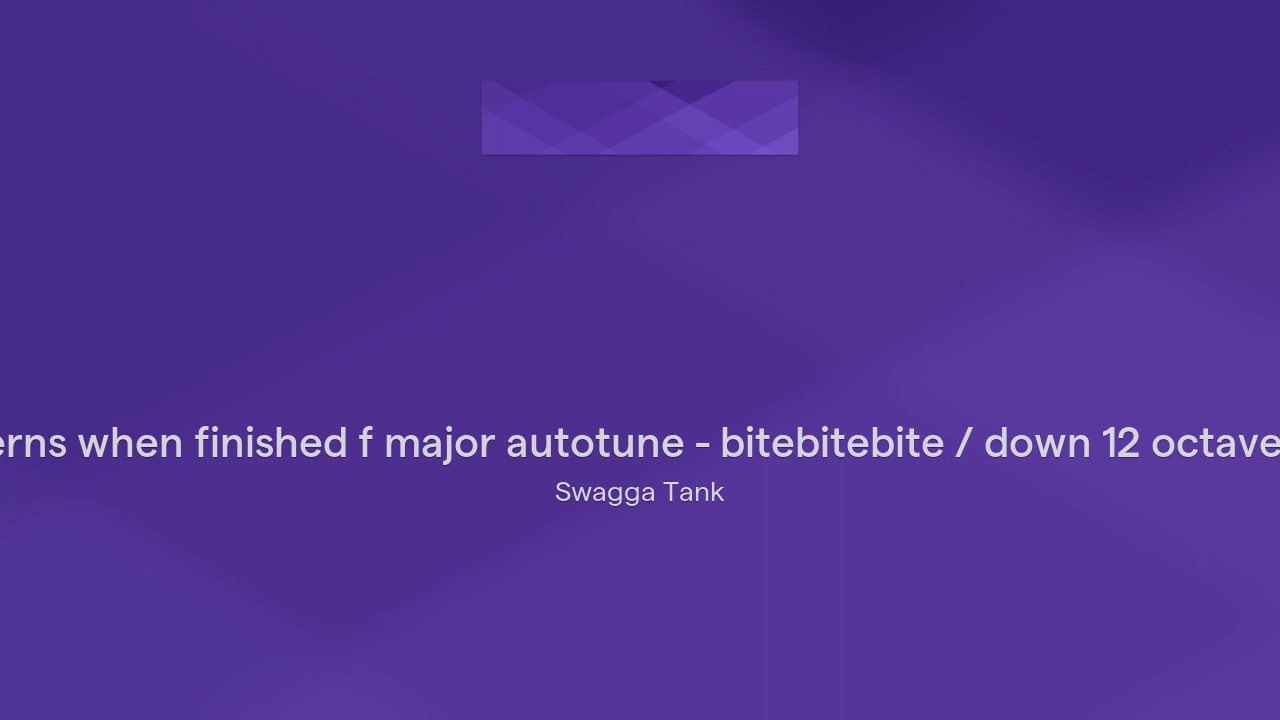 erns when finished f major autotune - bitebitebite / down 12 octave
Swagga Tank